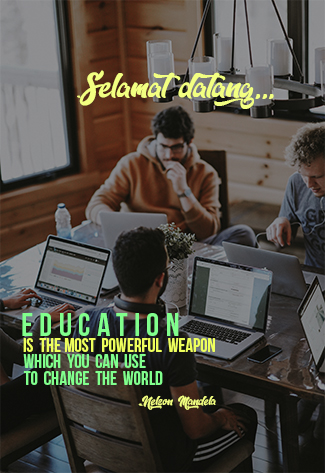 Selamat datang...
EDUCATION
IS THE MOST POWERFUL WEAPON
WHICH YOU CAN USE
TO CHANGE THE WORLD
.Nelson Mandela